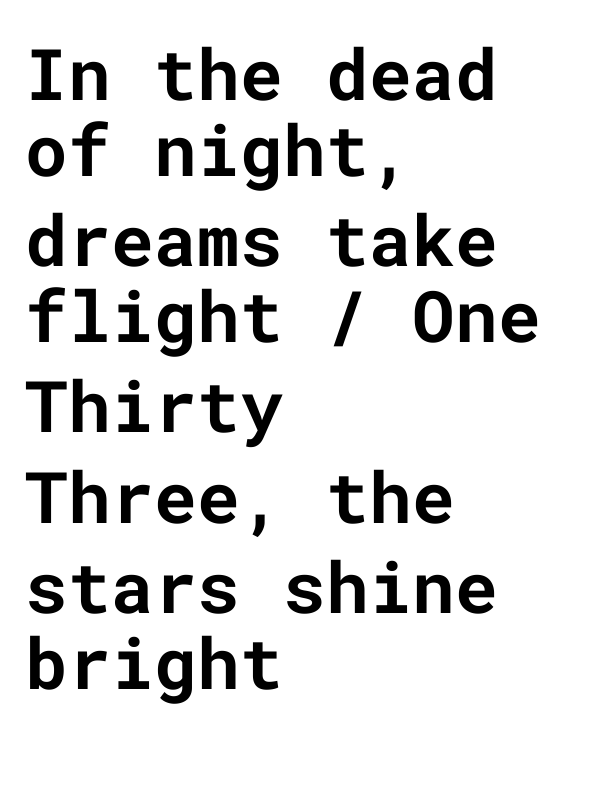 In the dead
of night,
dreams take
flight / One
Thirty
Three, the
stars shine
bright